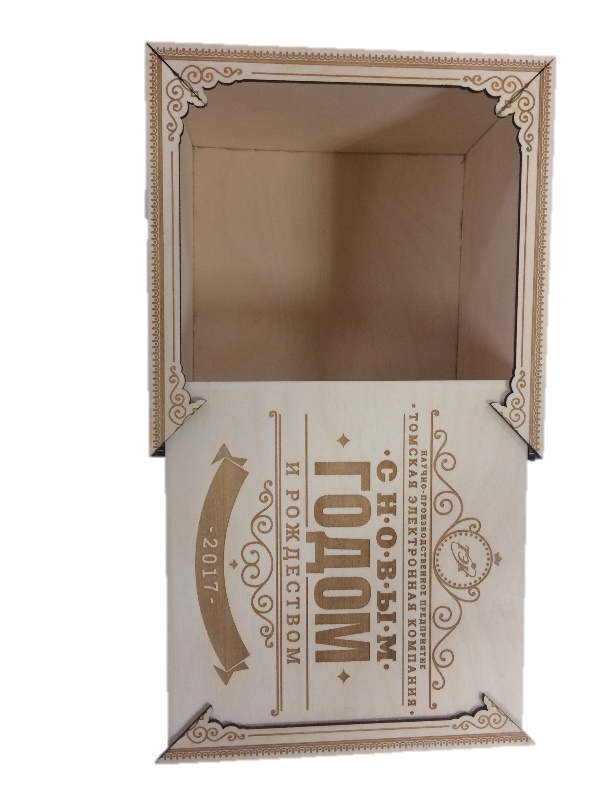 НАУЧНО-ПРОИЗВОДСТВЕННОЕ ПРЕДПРИЯТИЕ
·ТОМСКАЯ ЭЛЕКТРОННАЯ КОМПАНИЯ·
·С·Н·О·В·Ы·М·
ГОДОМ
И РОЖДЕСТВОМ
-2017-